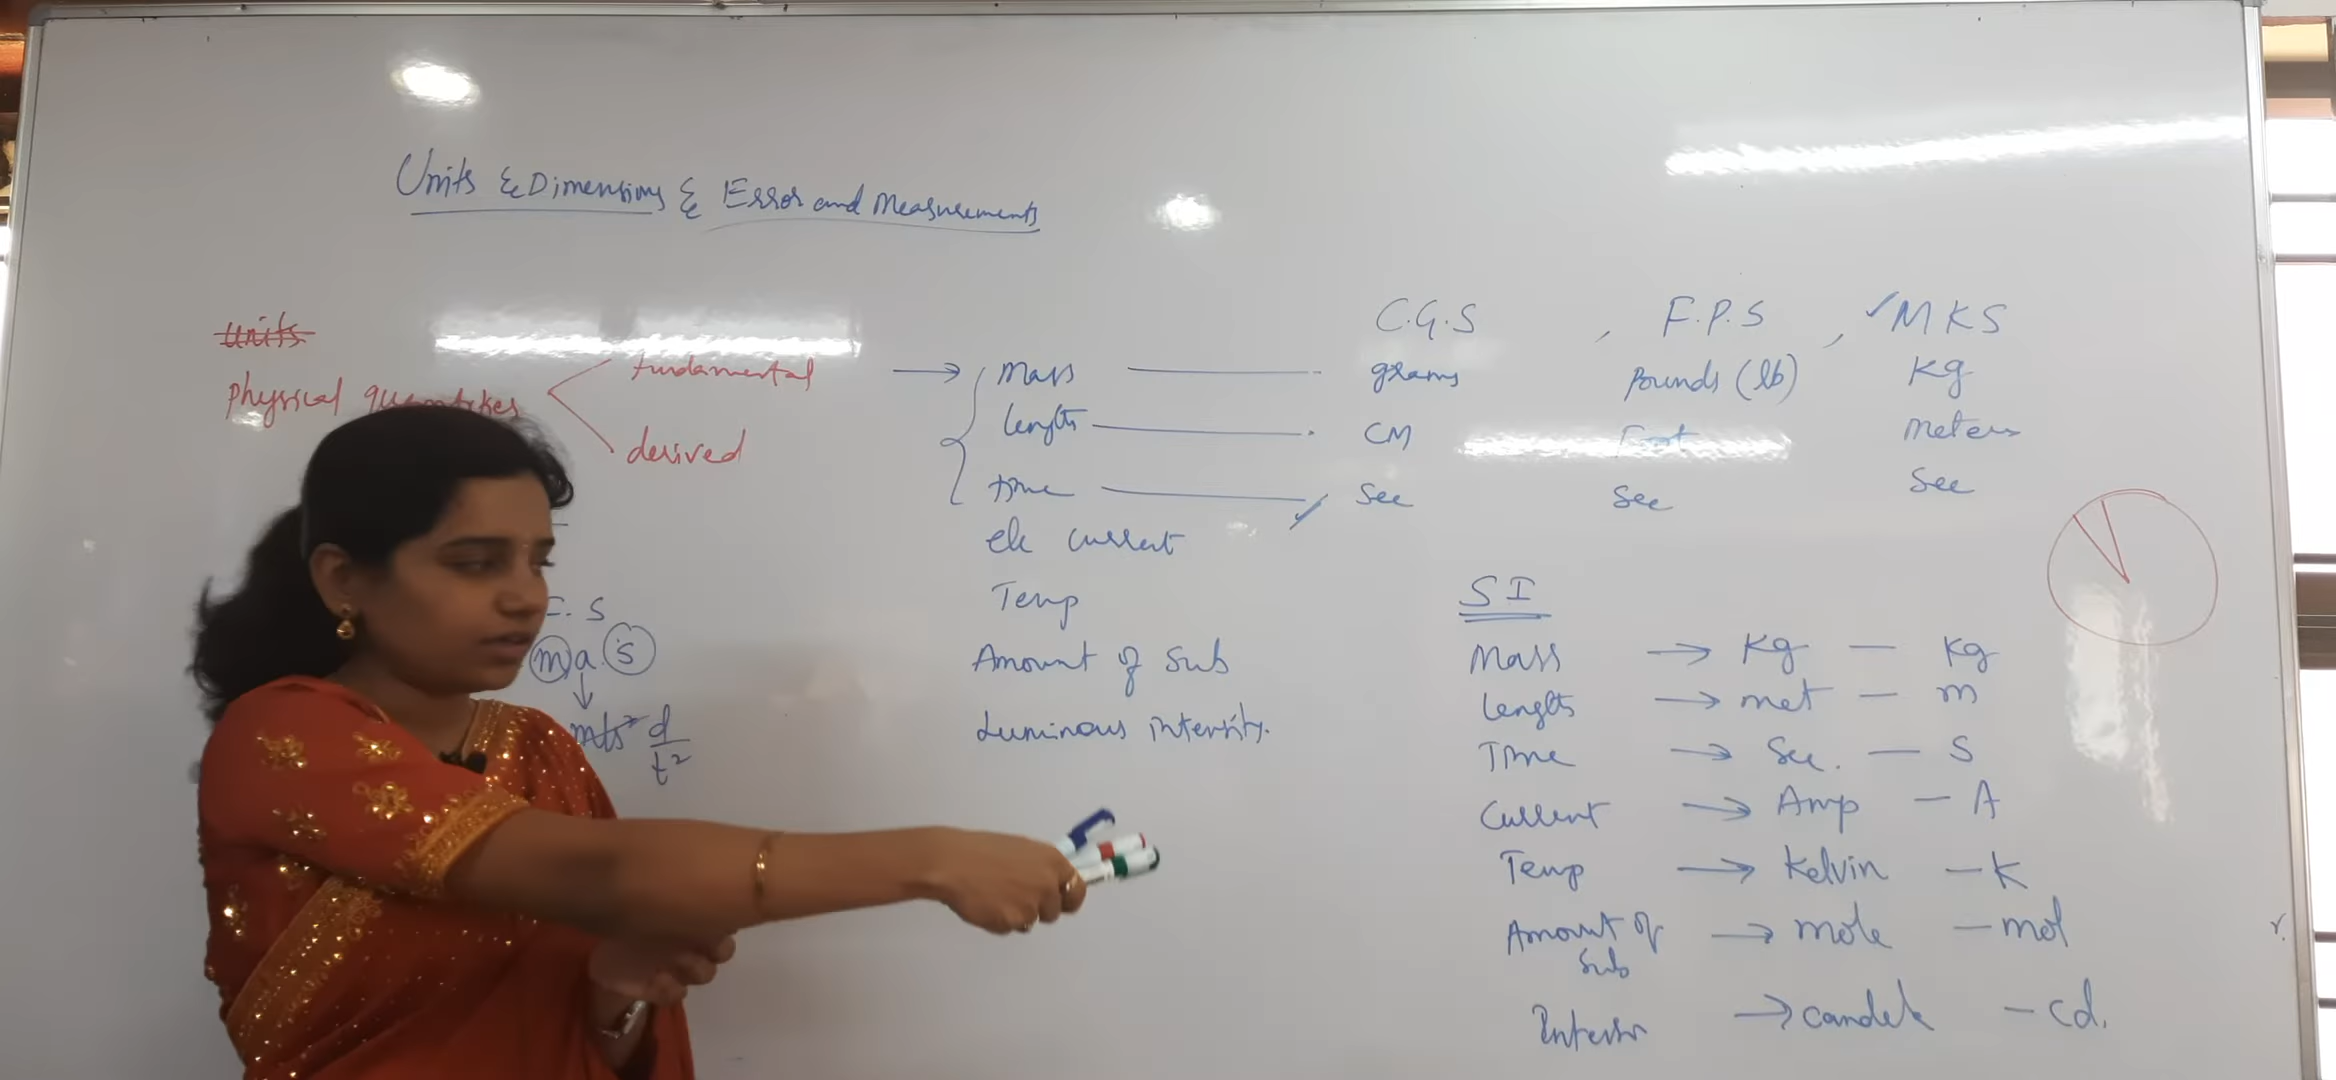 Units & Dimensions & Error and Measurements
Units
Physical quantities
fundamental
derived
C.G.S , F.P.S , MKS
Mass grams Pounds (lb) Kg
length CM Foot Meters
time Sec Sec Sec
ele current
Temp
Amount of Sub
Luminous intensity.
F. S
m a. s
mts² d
t²
SI
Mass → Kg — Kg
Length → met — m
Time → Sec. — S
Current → Amp — A
Temp → Kelvin — K
Amount of Sub → mole — mol
→ candela — cd.